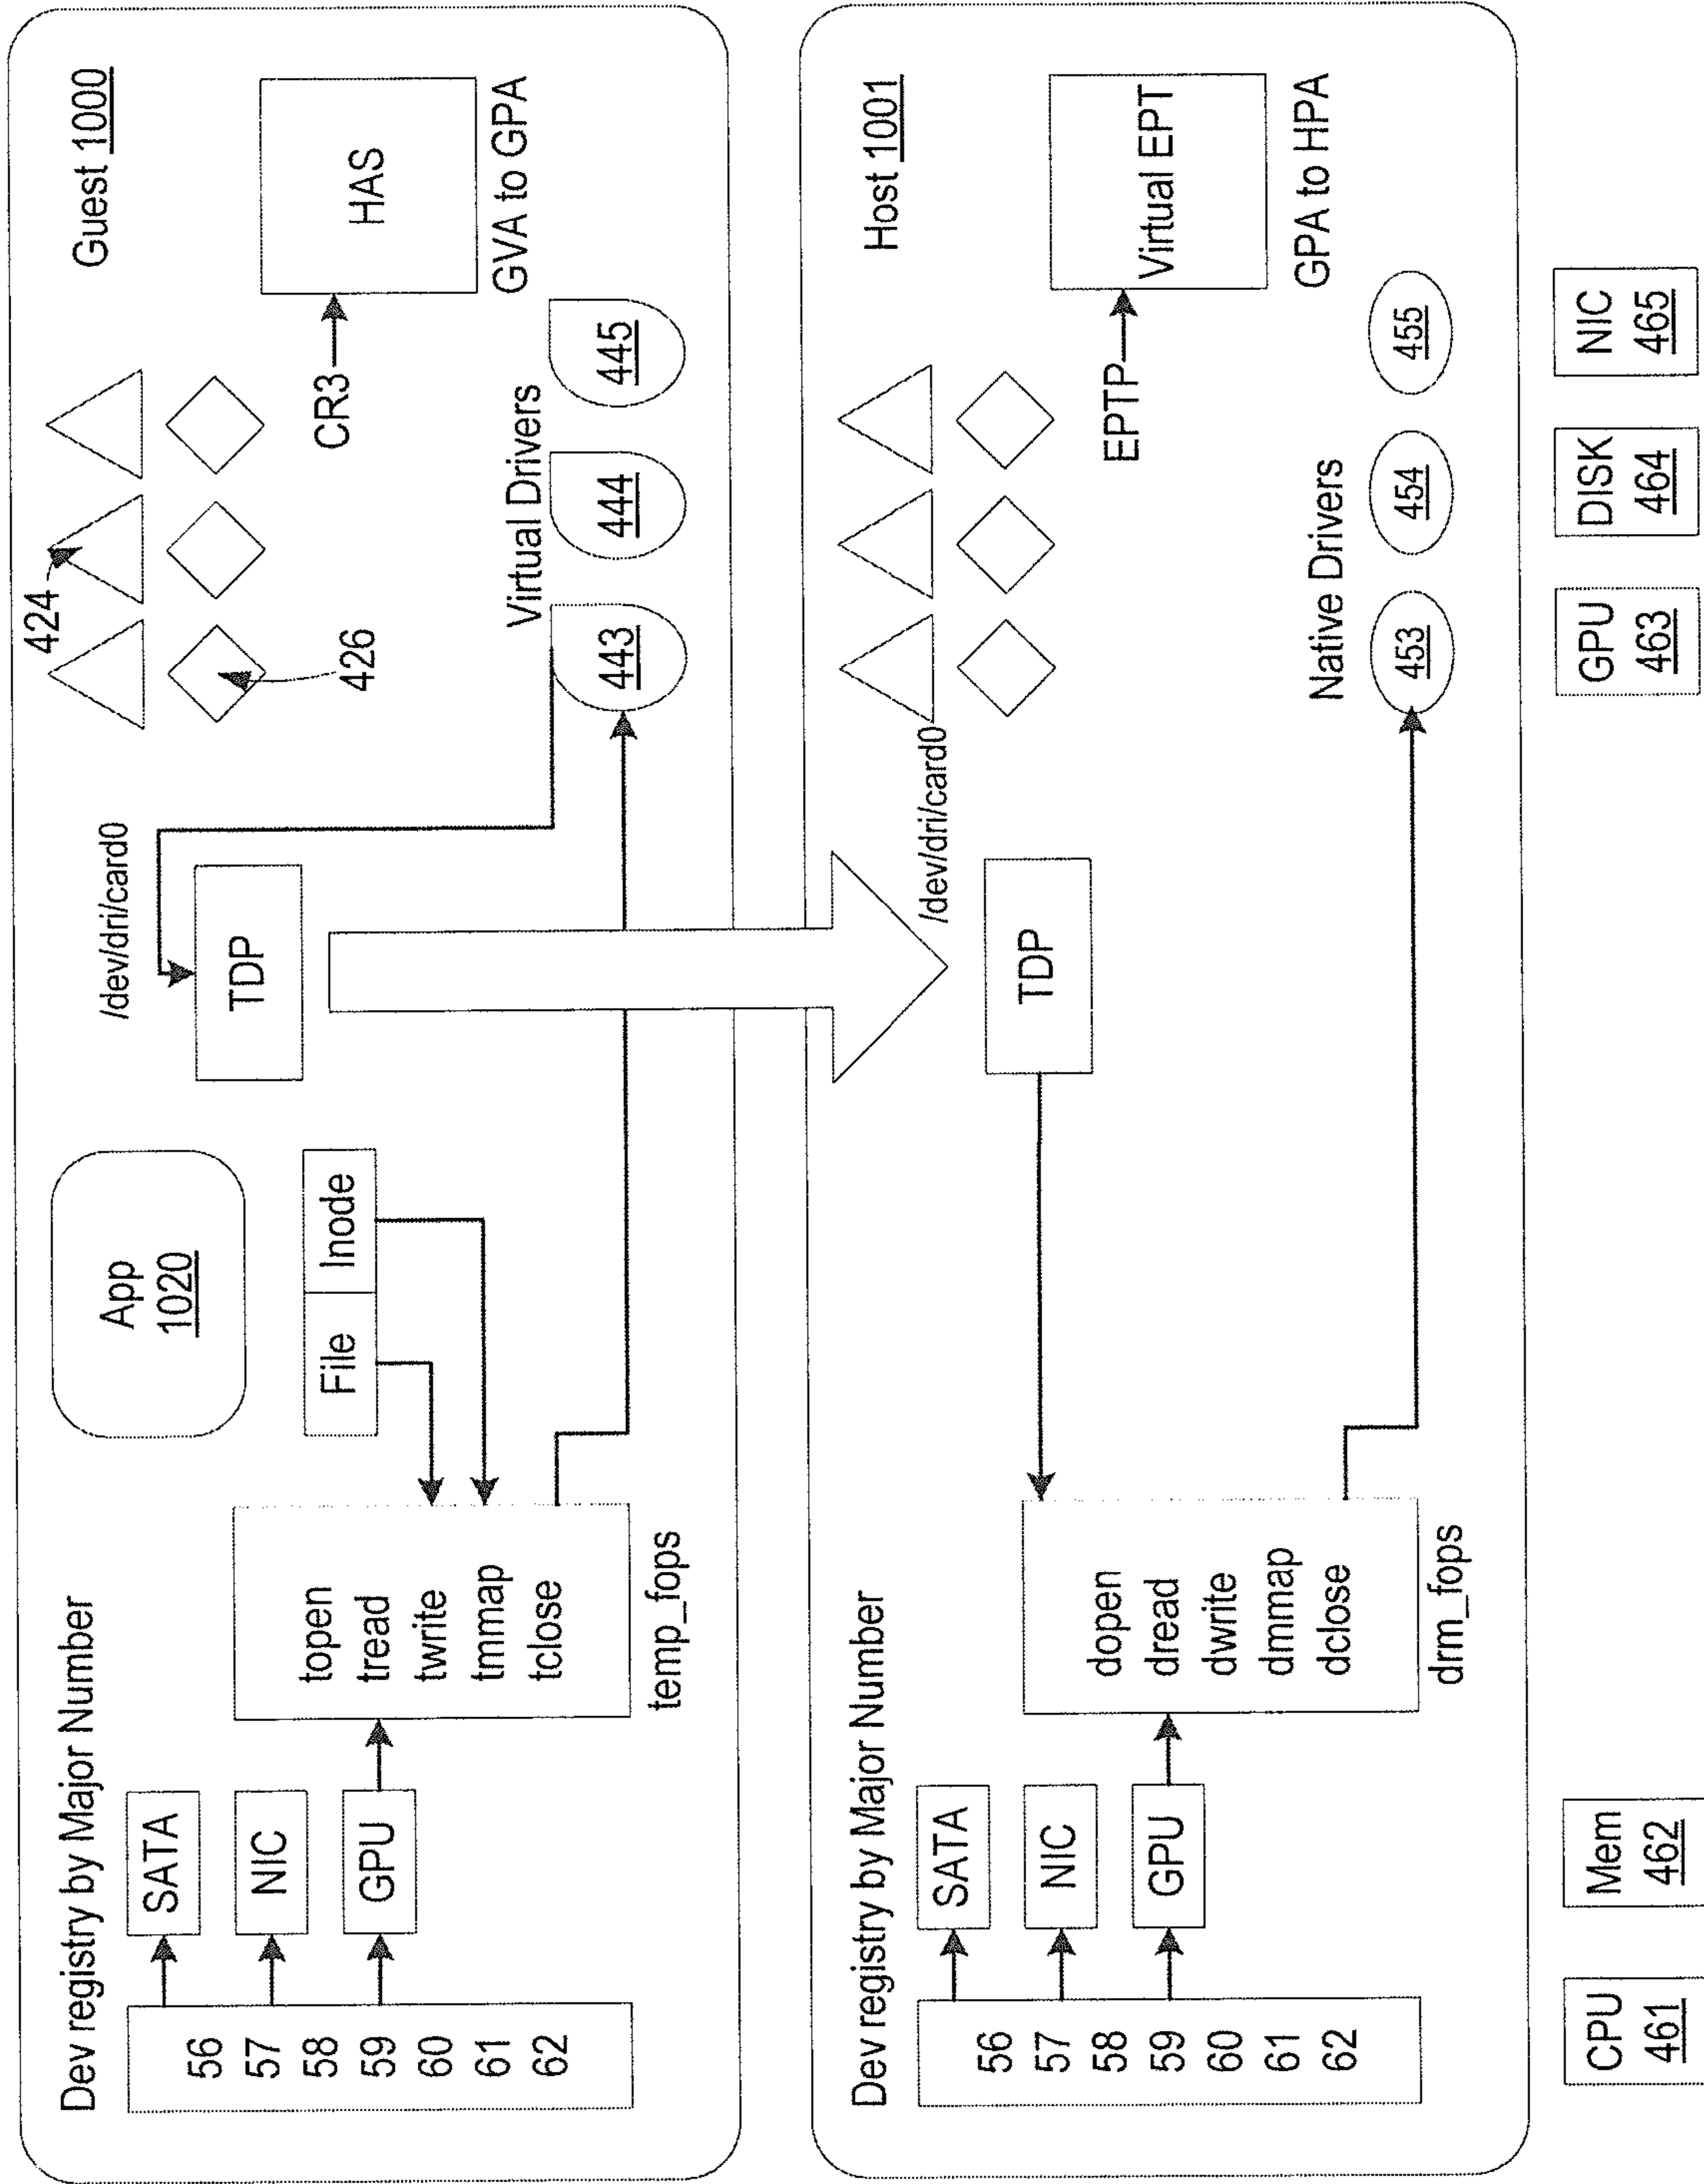 Guest 1000
Dev registry by Major Number
56
57
58
59
60
61
62
SATA
NIC
GPU
topen
tread
twrite
tmmap
tclose
temp_fops
App
1020
File
Inode
/dev/dri/card0
TDP
424
426
Virtual Drivers
443
444
445
CR3
HAS
GVA to GPA
Host 1001
Dev registry by Major Number
56
57
58
59
60
61
62
SATA
NIC
GPU
dopen
dread
dwrite
dmmap
dclose
drm_fops
TDP
/dev/dri/card0
Native Drivers
453
454
455
EPTP
Virtual EPT
GPA to HPA
CPU
461
Mem
462
GPU
463
DISK
464
NIC
465